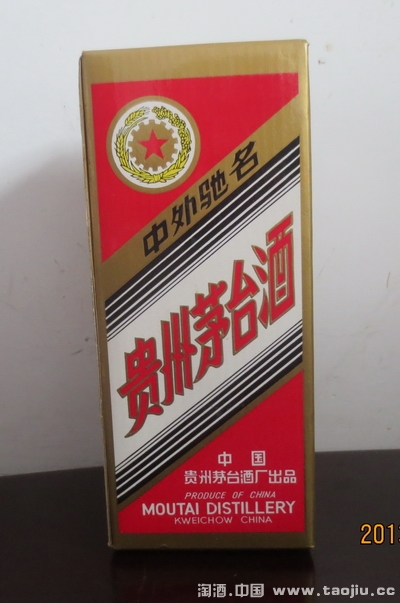 中外驰名
贵州茅台酒
中国
贵州茅台酒厂出品
PRODUCE OF CHINA
MOUTAI DISTILLERY
KWEICHOW CHINA
201
淘酒.中国 www.taojiu.cc